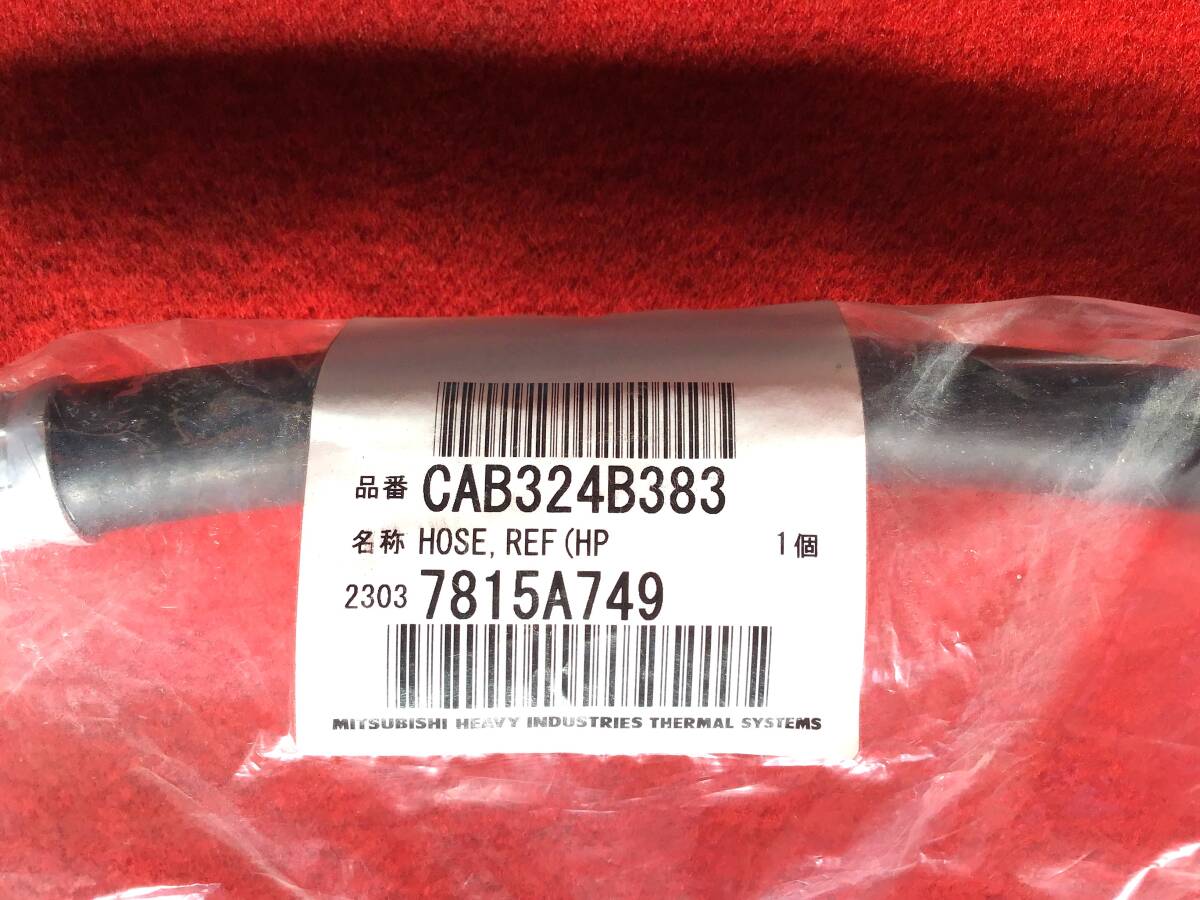 品番 CAB324B383
名称 HOSE, REF (HP 1個
2303 7815A749
MITSUBISHI HEAVY INDUSTRIES THERMAL SYSTEMS